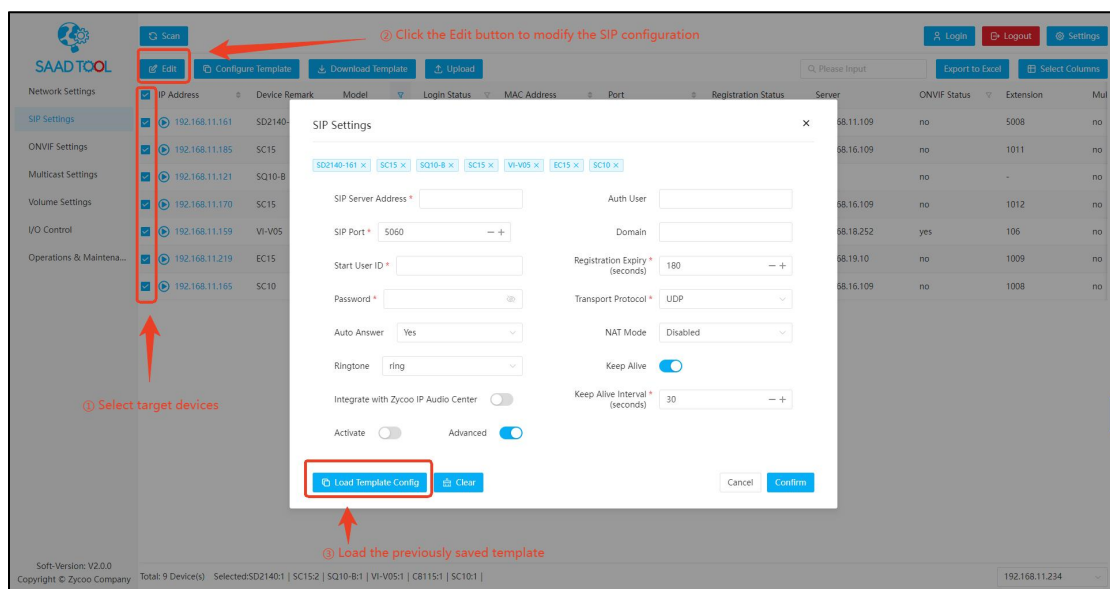 Scan
② Click the Edit button to modify the SIP configuration
Login
Logout
Settings
SAAD TOOL
Edit
Configure Template
Download Template
Upload
Please Input
Export to Excel
Select Columns
Network Settings
SIP Settings
ONVIF Settings
Multicast Settings
Volume Settings
I/O Control
Operations & Maintena...
IP Address Device Remark Model Login Status MAC Address Port Registration Status Server ONVIF Status Extension Mul
192.168.11.161 SD2140- 68.11.109 no 5008 no
192.168.11.185 SC15 68.16.109 no 1011 no
192.168.11.121 SQ10-B no - no
192.168.11.170 SC15 68.16.109 no 1012 no
192.168.11.159 VI-V05 68.18.252 yes 106 no
192.168.11.219 EC15 68.19.10 no 1009 no
192.168.11.165 SC10 68.16.109 no 1008 no
① Select target devices
SIP Settings ×
SD2140-161 × SC15 × SQ10-B × SC15 × VI-V05 × EC15 × SC10 ×
SIP Server Address *
Auth User
SIP Port * 5060 − +
Domain
Start User ID *
Registration Expiry *
(seconds)
180 − +
Password *
Transport Protocol * UDP
Auto Answer Yes
NAT Mode Disabled
Ringtone ring
Keep Alive
Integrate with Zycoo IP Audio Center
Keep Alive Interval *
(seconds)
30 − +
Activate
Advanced
Load Template Config
Clear
Cancel
Confirm
③ Load the previously saved template
Soft-Version: V2.0.0
Copyright © Zycoo Company
Total: 9 Device(s) Selected:SD2140:1 | SC15:2 | SQ10-B:1 | VI-V05:1 | C8115:1 | SC10:1 |
192.168.11.234